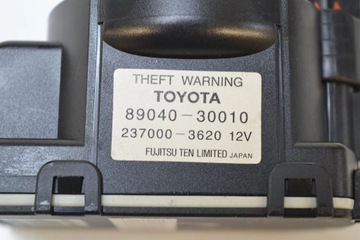 THEFT WARNING
TOYOTA
89040-30010
237000-3620 12V
FUJITSU TEN LIMITED JAPAN